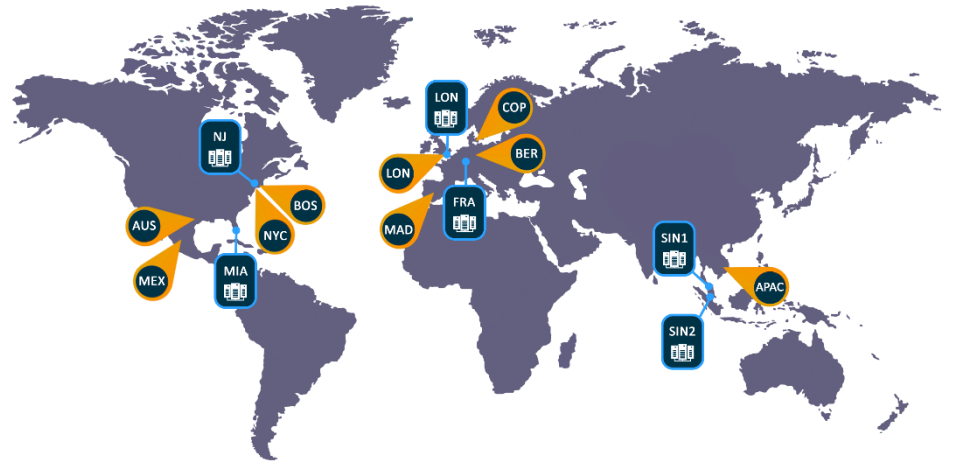 LON
COP
NJ
BER
LON
BOS
FRA
AUS
MAD
NYC
SIN1
MIA
MEX
APAC
SIN2